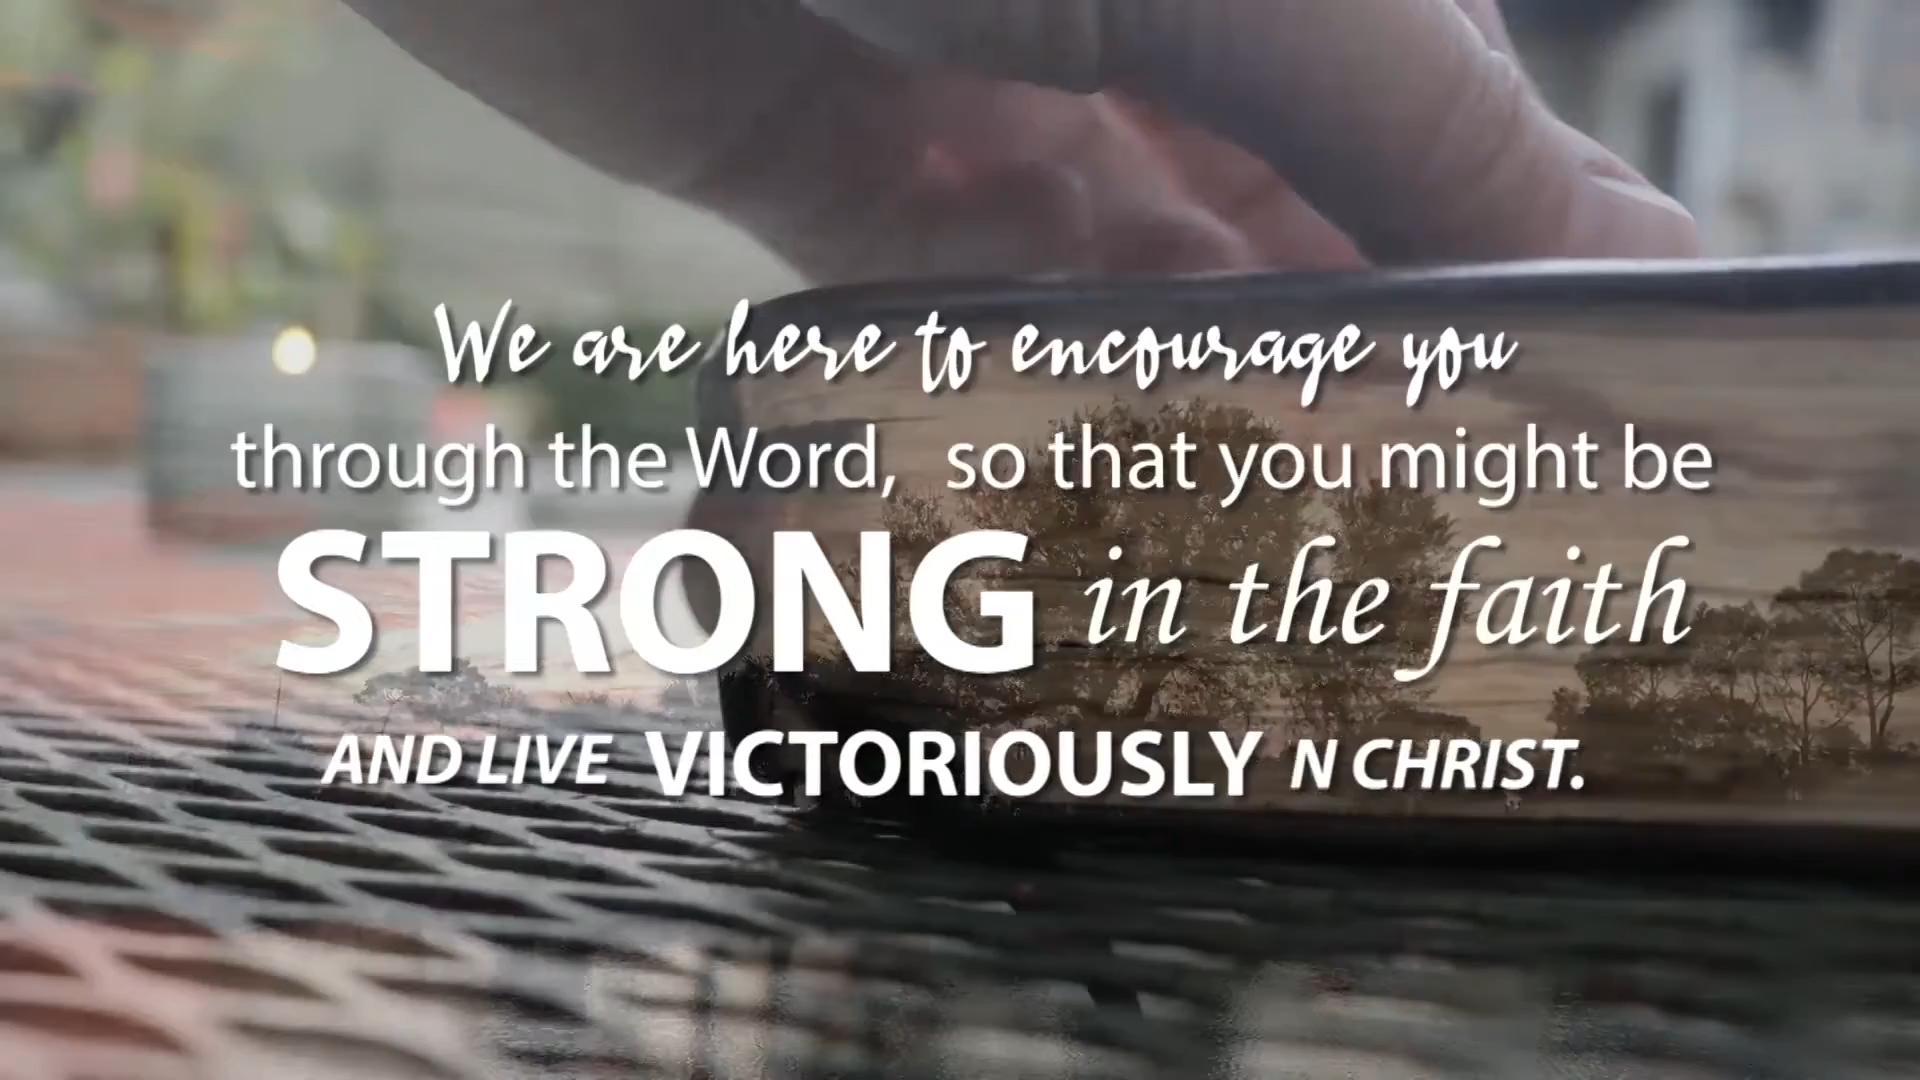 We are here to encourage you
through the Word, so that you might be
STRONG in the faith
AND LIVE VICTORIOUSLY N CHRIST.